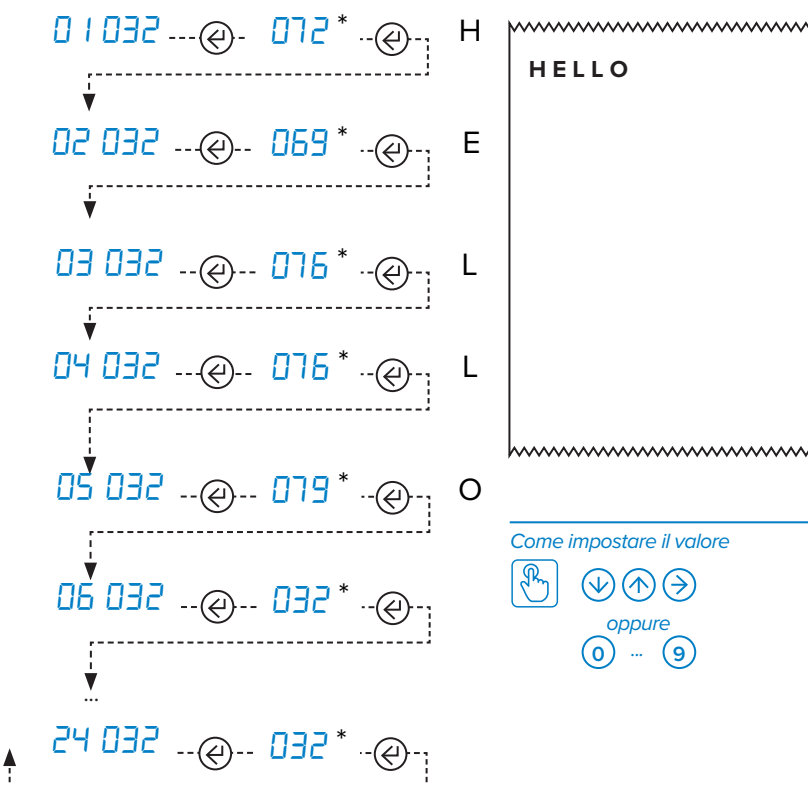 01 032 072 * H
HELLO
02 032 069 * E
03 032 076 * L
04 032 076 * L
05 032 079 * O
Come impostare il valore
06 032 032 *
oppure
0 ... 9
...
24 032 032 *